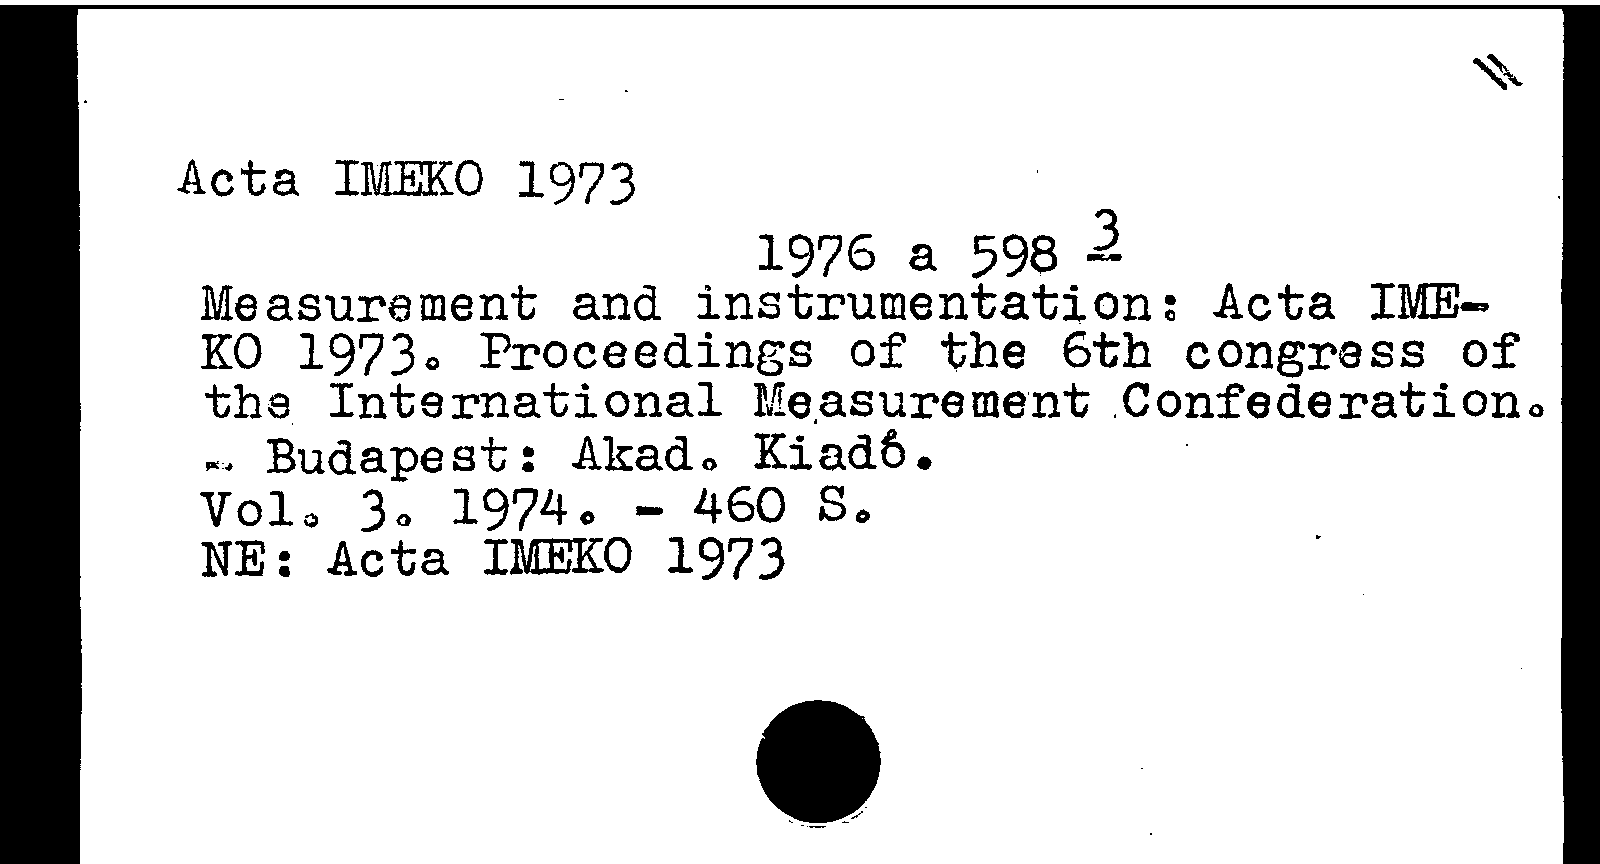 Acta IMEKO 1973
1976 a 598 3
Measurement and instrumentation: Acta IME-
KO 1973. Proceedings of the 6th congress of
the International Measurement Confederation.
- Budapest: Akad. Kiadó.
Vol. 3. 1974. - 460 S.
NE: Acta IMEKO 1973